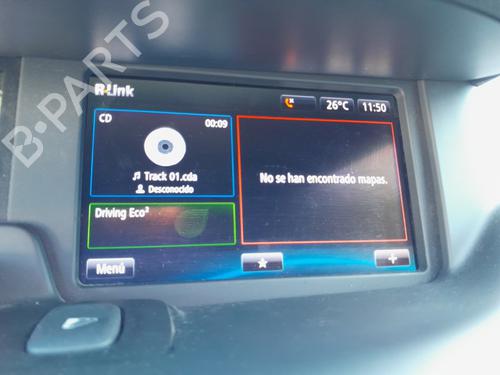 B-PARTS
R-Link
26°C
11:50
CD
00:09
Track 01.cda
Desconocido
No se han encontrado mapas.
Driving Eco²
Menú